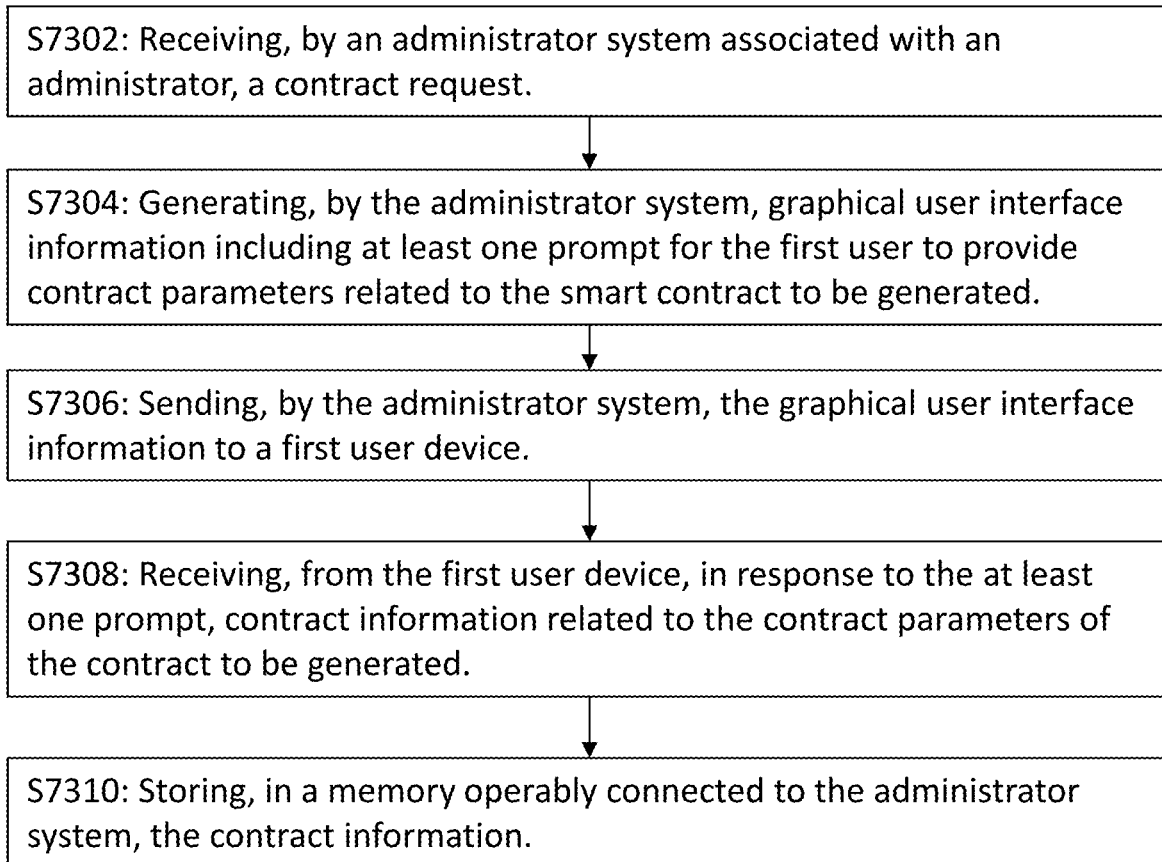 S7302: Receiving, by an administrator system associated with an
administrator, a contract request.
S7304: Generating, by the administrator system, graphical user interface
information including at least one prompt for the first user to provide
contract parameters related to the smart contract to be generated.
S7306: Sending, by the administrator system, the graphical user interface
information to a first user device.
S7308: Receiving, from the first user device, in response to the at least
one prompt, contract information related to the contract parameters of
the contract to be generated.
S7310: Storing, in a memory operably connected to the administrator
system, the contract information.